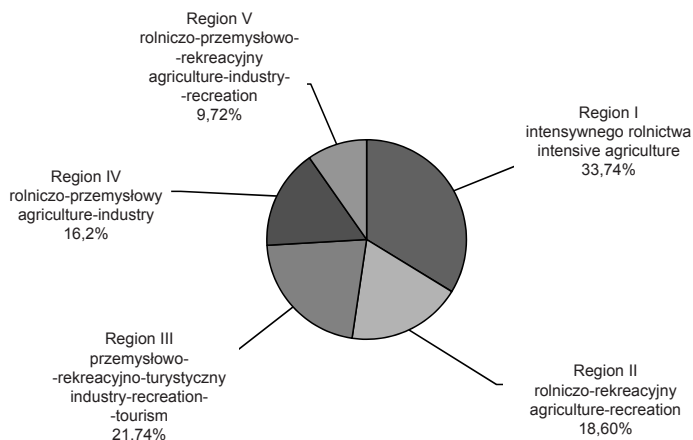 Region V
rolniczo-przemysłowo-
-rekreacyjny
agriculture-industry-
-recreation
9,72%
Region I
intensywnego rolnictwa
intensive agriculture
33,74%
Region IV
rolniczo-przemysłowy
agriculture-industry
16,2%
Region III
przemysłowo-
-rekreacyjno-turystyczny
industry-recreation-
-tourism
21,74%
Region II
rolniczo-rekreacyjny
agriculture-recreation
18,60%